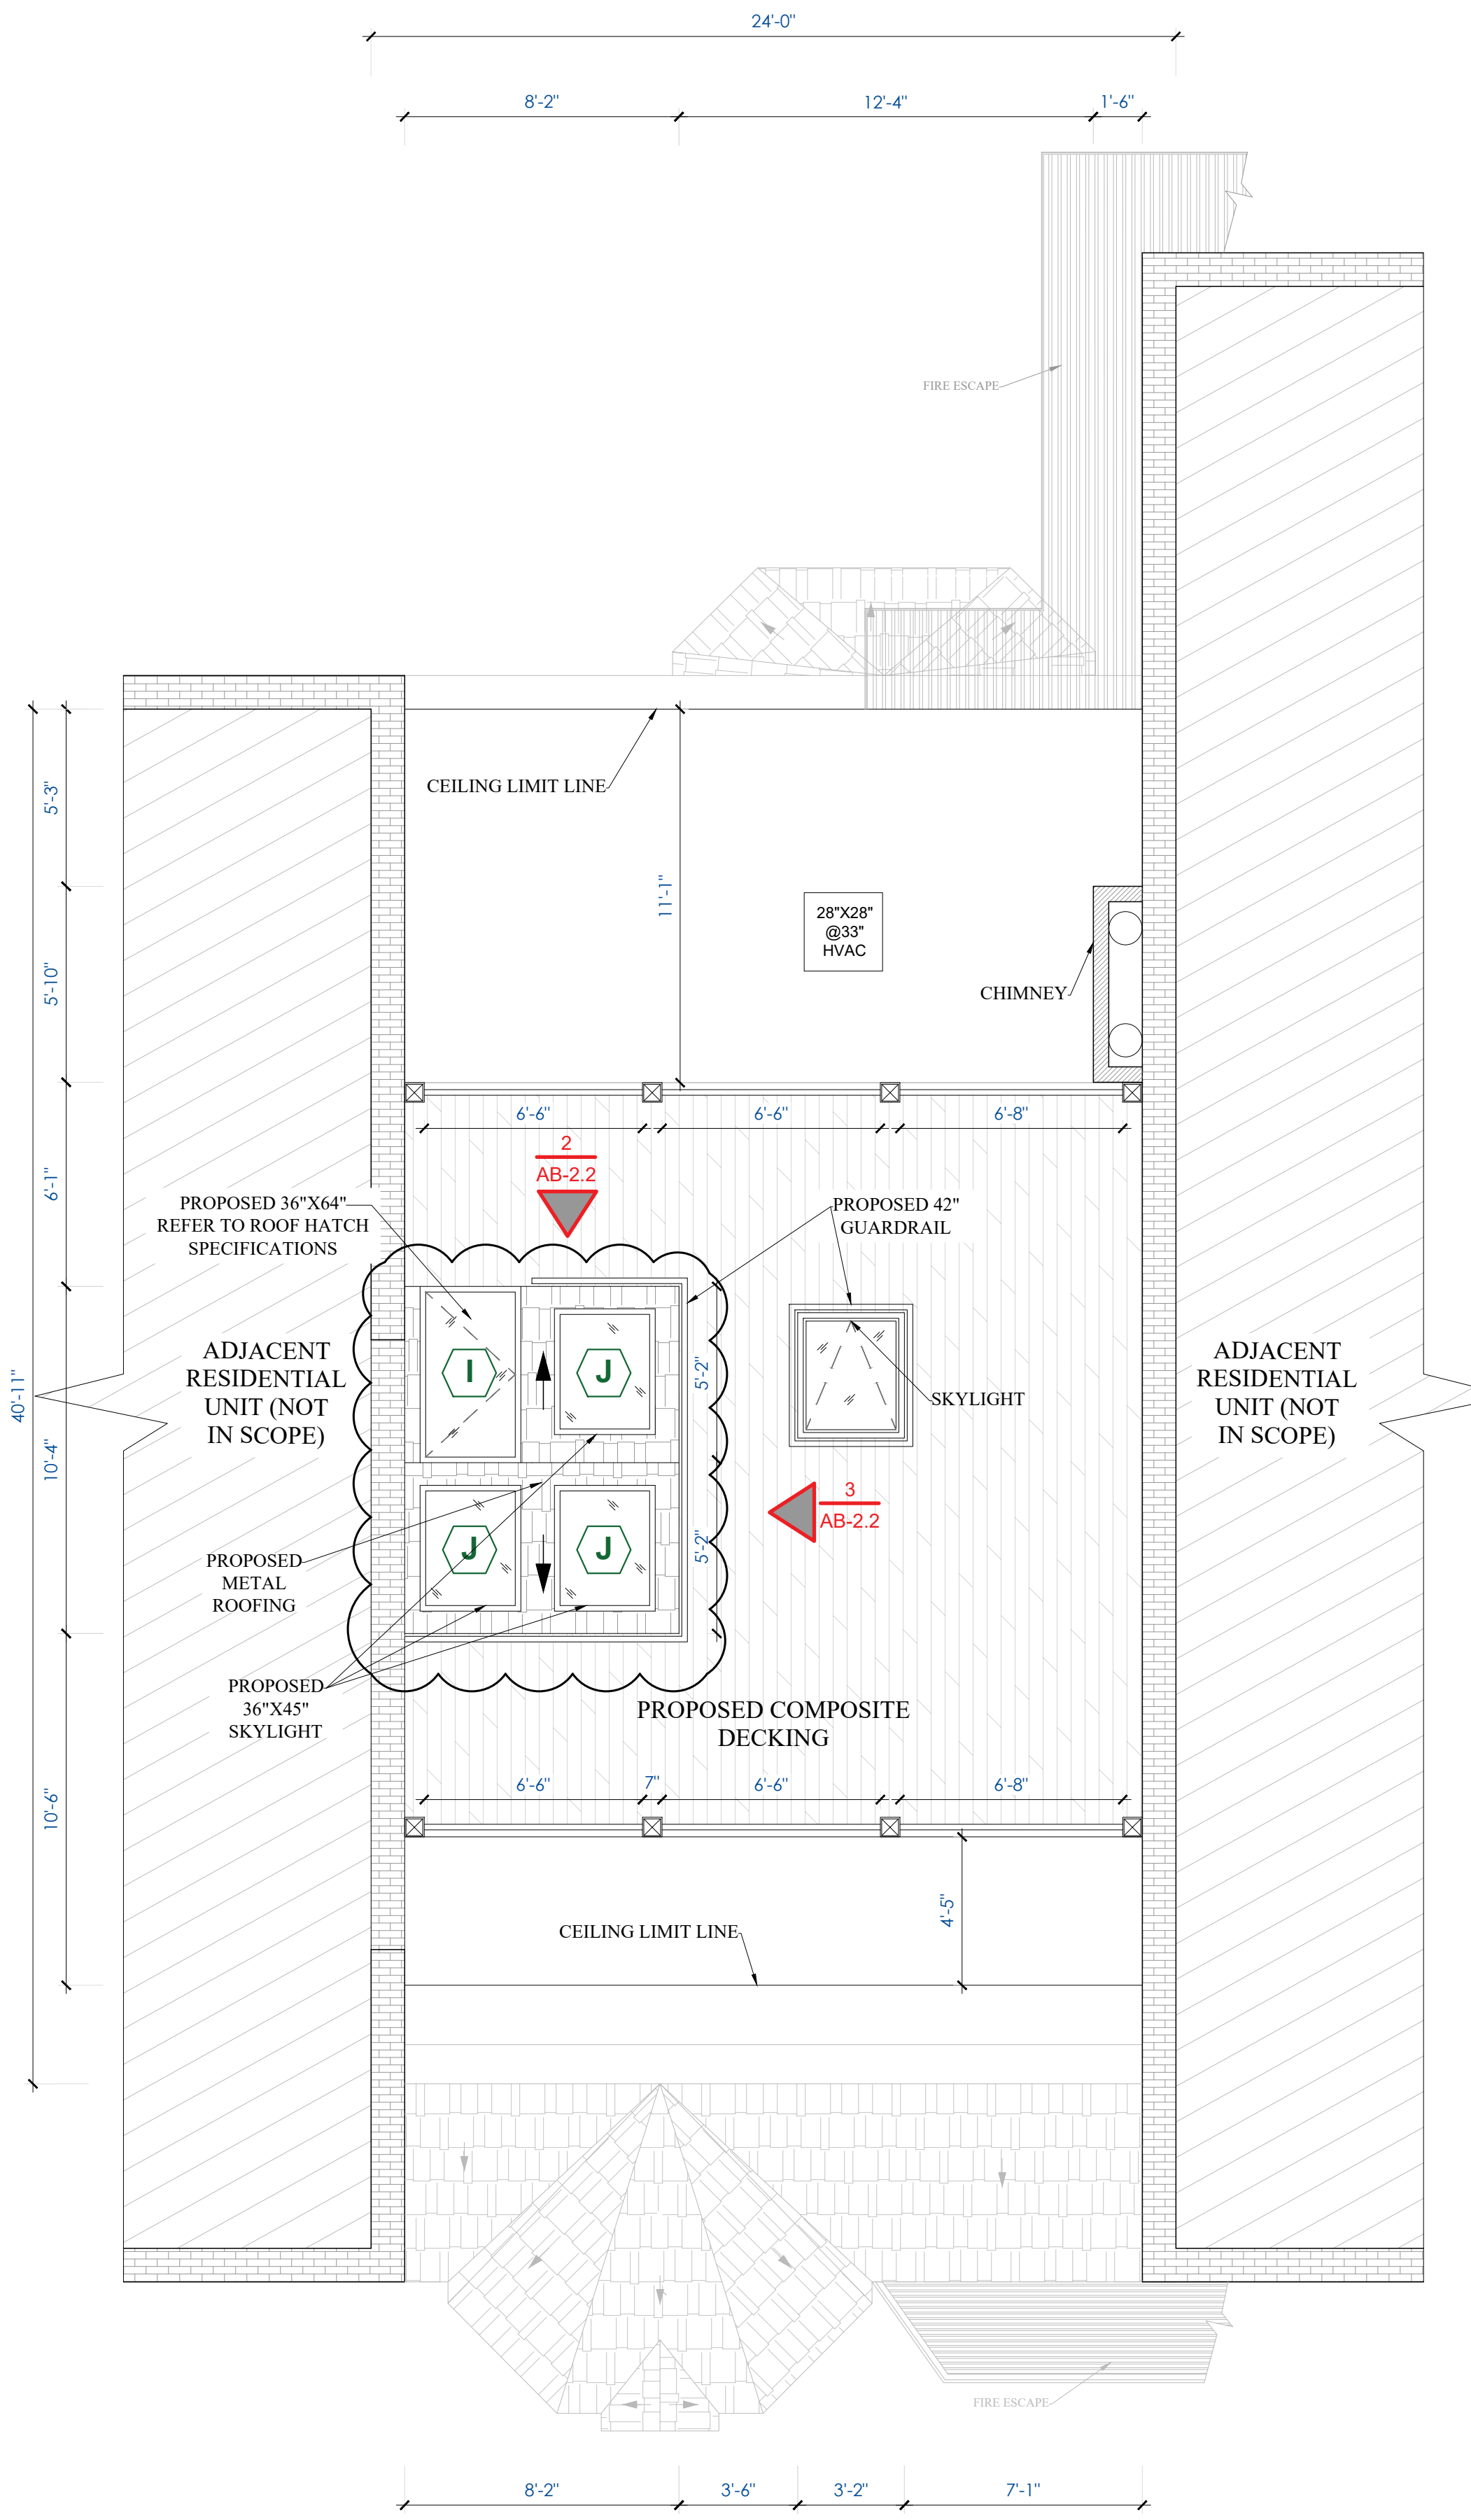 24'-0"
8'-2"
12'-4"
1'-6"
FIRE ESCAPE
5'-3"
CEILING LIMIT LINE
11'-1"
28"X28"
@33"
HVAC
5'-10"
CHIMNEY
6'-6"
6'-6"
6'-8"
2
AB-2.2
6'-1"
PROPOSED 36"X64"
REFER TO ROOF HATCH
SPECIFICATIONS
PROPOSED 42"
GUARDRAIL
40'-11"
ADJACENT
RESIDENTIAL
UNIT (NOT
IN SCOPE)
I
J
5'-2"
SKYLIGHT
ADJACENT
RESIDENTIAL
UNIT (NOT
IN SCOPE)
10'-4"
3
AB-2.2
J
J
5'-2"
PROPOSED
METAL
ROOFING
PROPOSED
36"X45"
SKYLIGHT
PROPOSED COMPOSITE
DECKING
6'-6"
7"
6'-6"
6'-8"
10'-6"
4'-5"
CEILING LIMIT LINE
FIRE ESCAPE
8'-2"
3'-6"
3'-2"
7'-1"